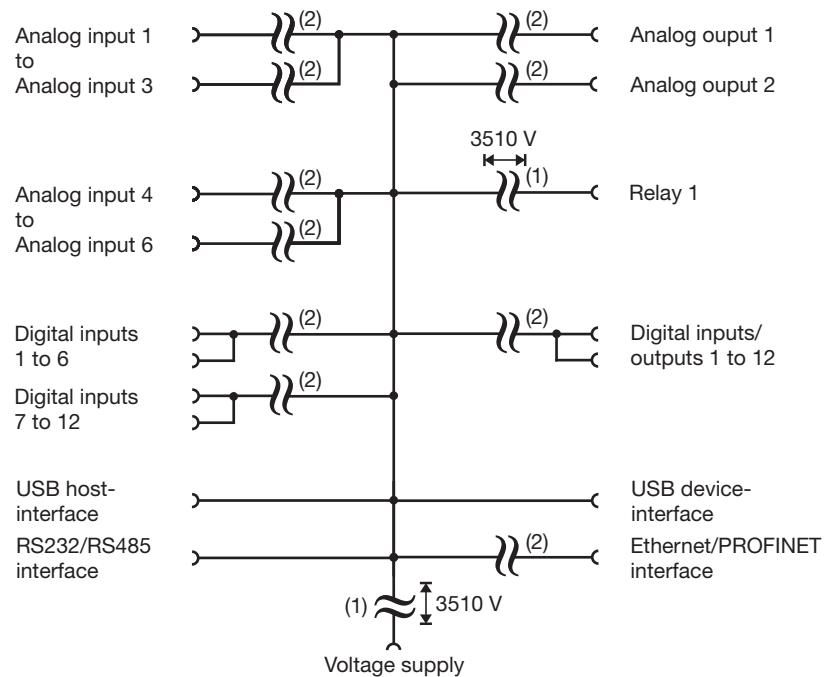 Analog input 1
to
Analog input 3
(2)
(2)
(2)
(2)
Analog ouput 1
Analog ouput 2
3510 V
Analog input 4
to
Analog input 6
(2)
(2)
(1)
Relay 1
Digital inputs
1 to 6
(2)
(2)
Digital inputs/
outputs 1 to 12
Digital inputs
7 to 12
(2)
USB host-
interface
USB device-
interface
RS232/RS485
interface
(2)
Ethernet/PROFINET
interface
(1)
3510 V
Voltage supply